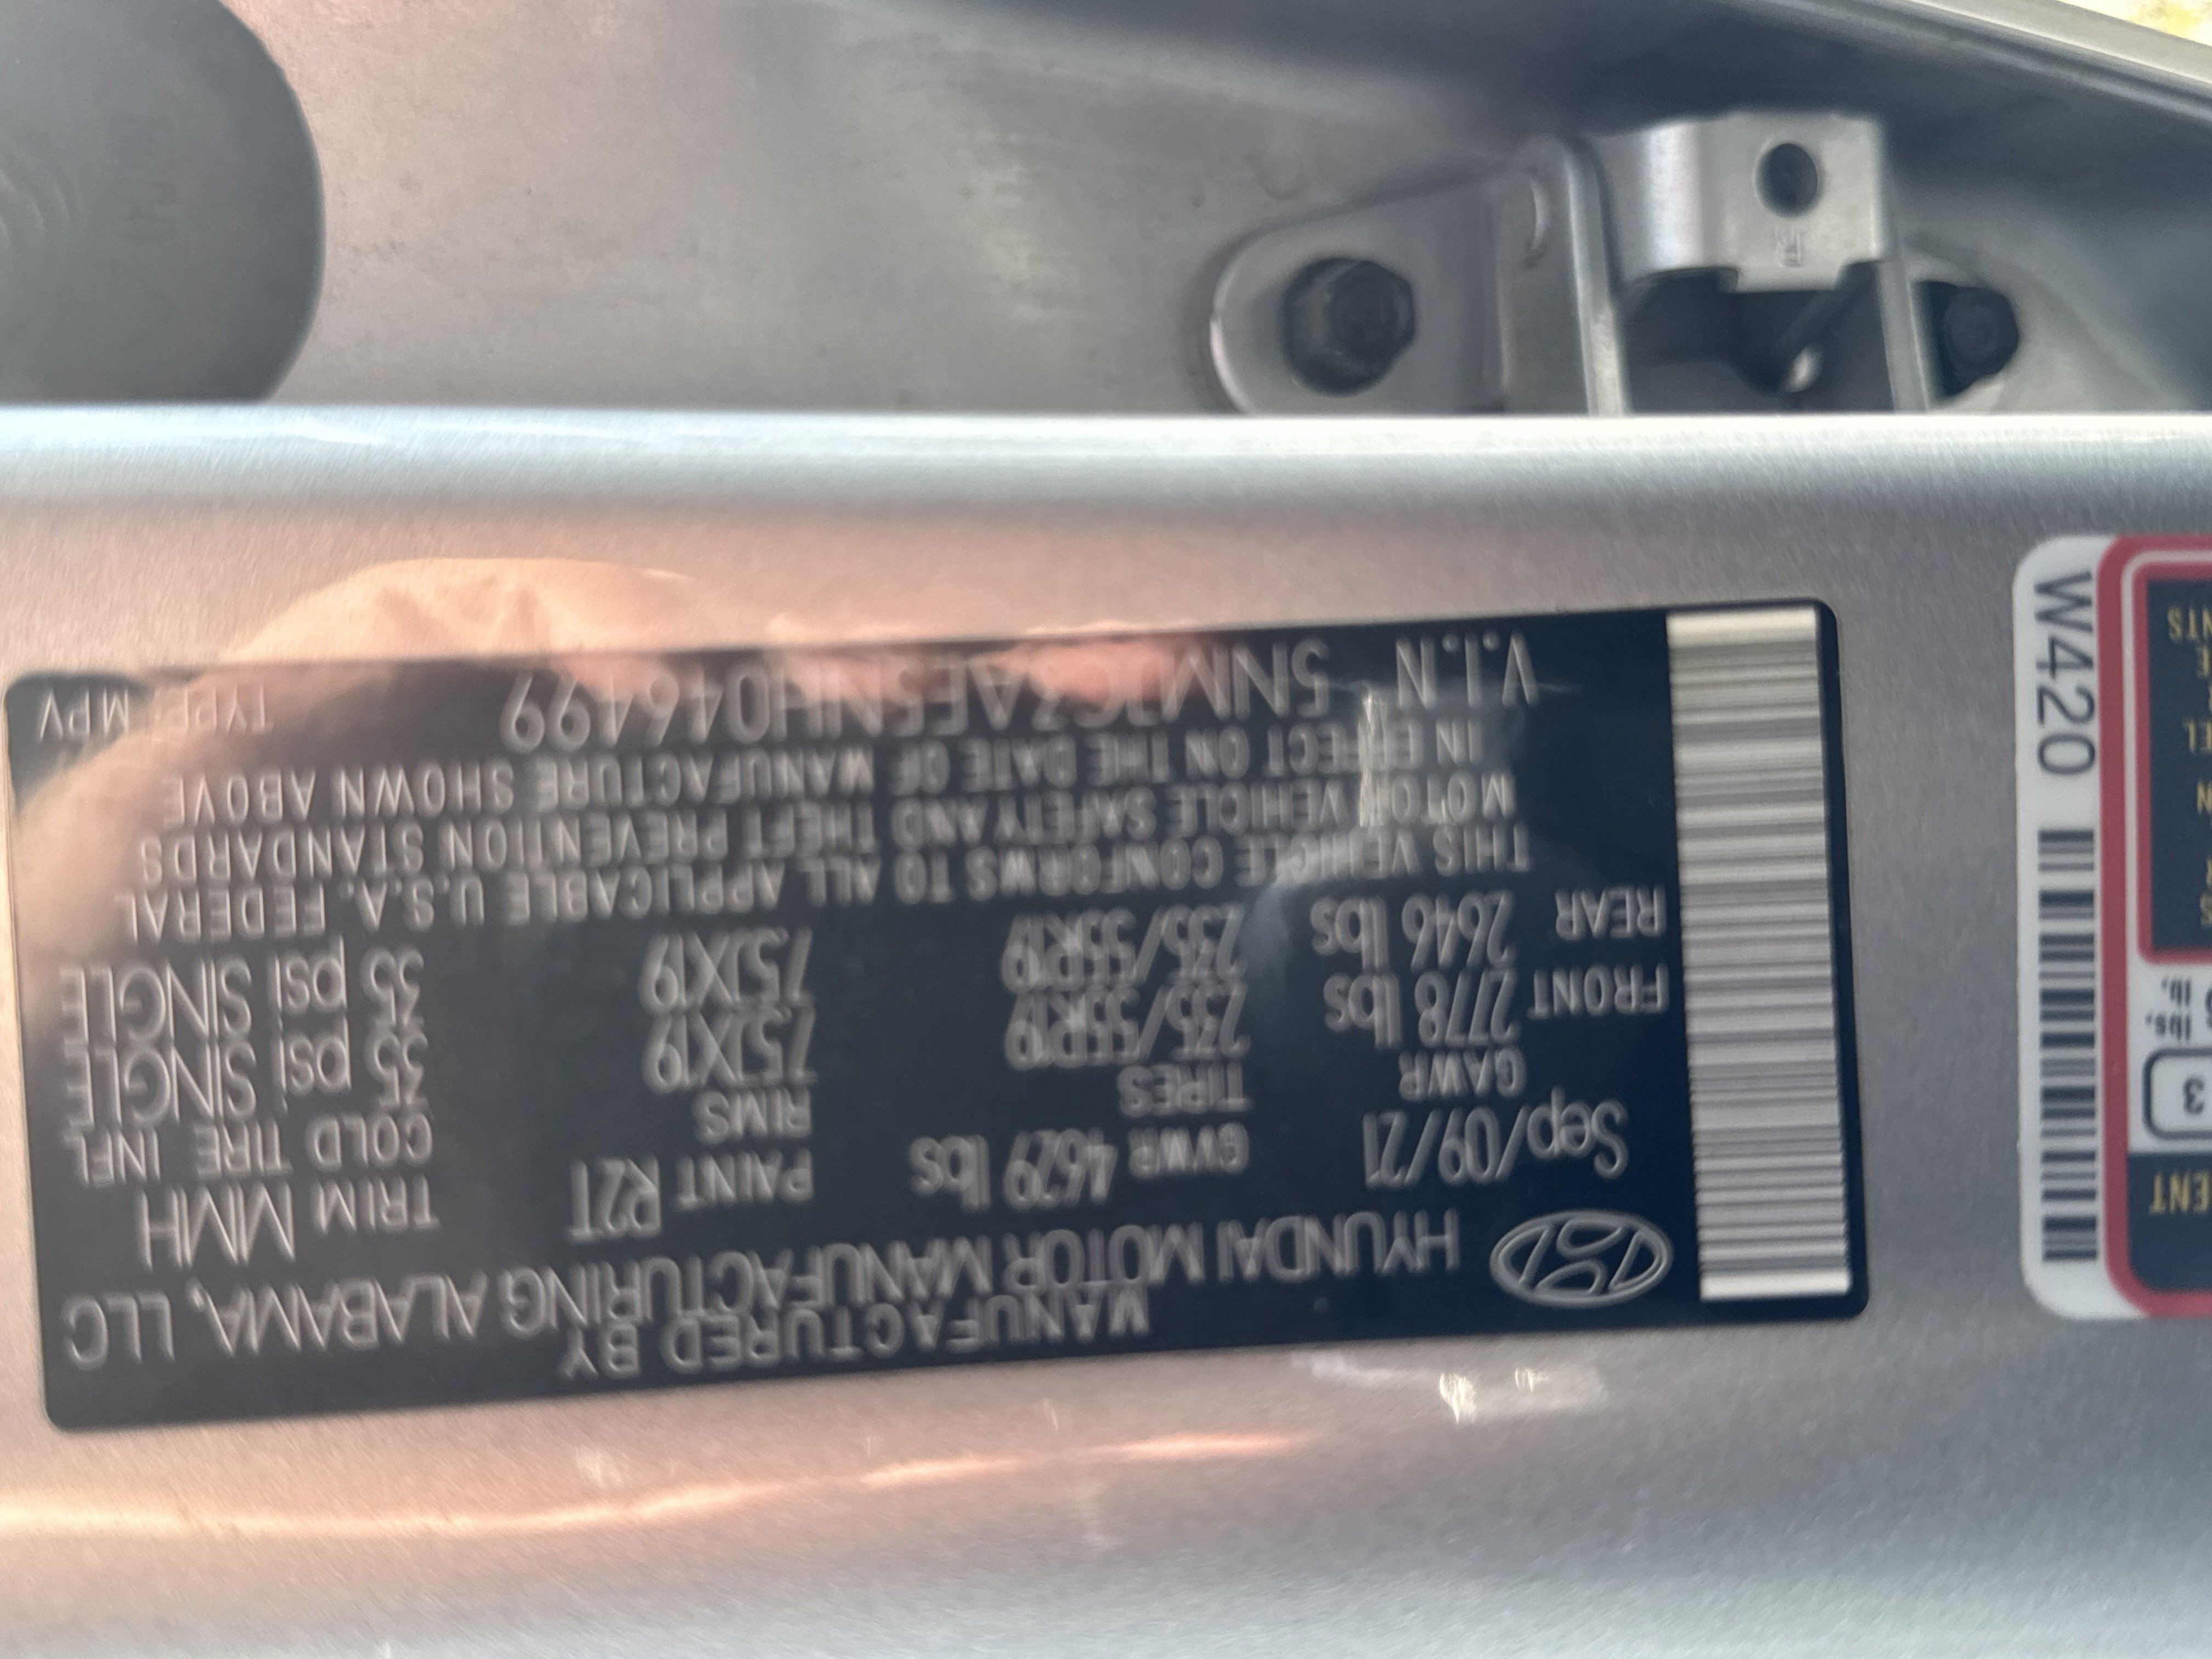 MANUFACTURED BY
HYUNDAI MOTOR MANUFACTURING ALABAMA, LLC
Sep/09/21 GVWR 4629 lbs PAINT R2T TRIM MMH
GAWR TIRES RIMS COLD TIRE INFL
FRONT 2778 lbs 235/55R19 7.5JX19 35 psi SINGLE
REAR 2646 lbs 235/55R19 7.5JX19 35 psi SINGLE
THIS VEHICLE CONFORMS TO ALL APPLICABLE U.S.A. FEDERAL
MOTOR VEHICLE SAFETY AND THEFT PREVENTION STANDARDS
IN EFFECT ON THE DATE OF MANUFACTURE SHOWN ABOVE
V.I.N 5NMJC3AE5NH046499 TYPE: MPV
3
lbs.
lb.
W420